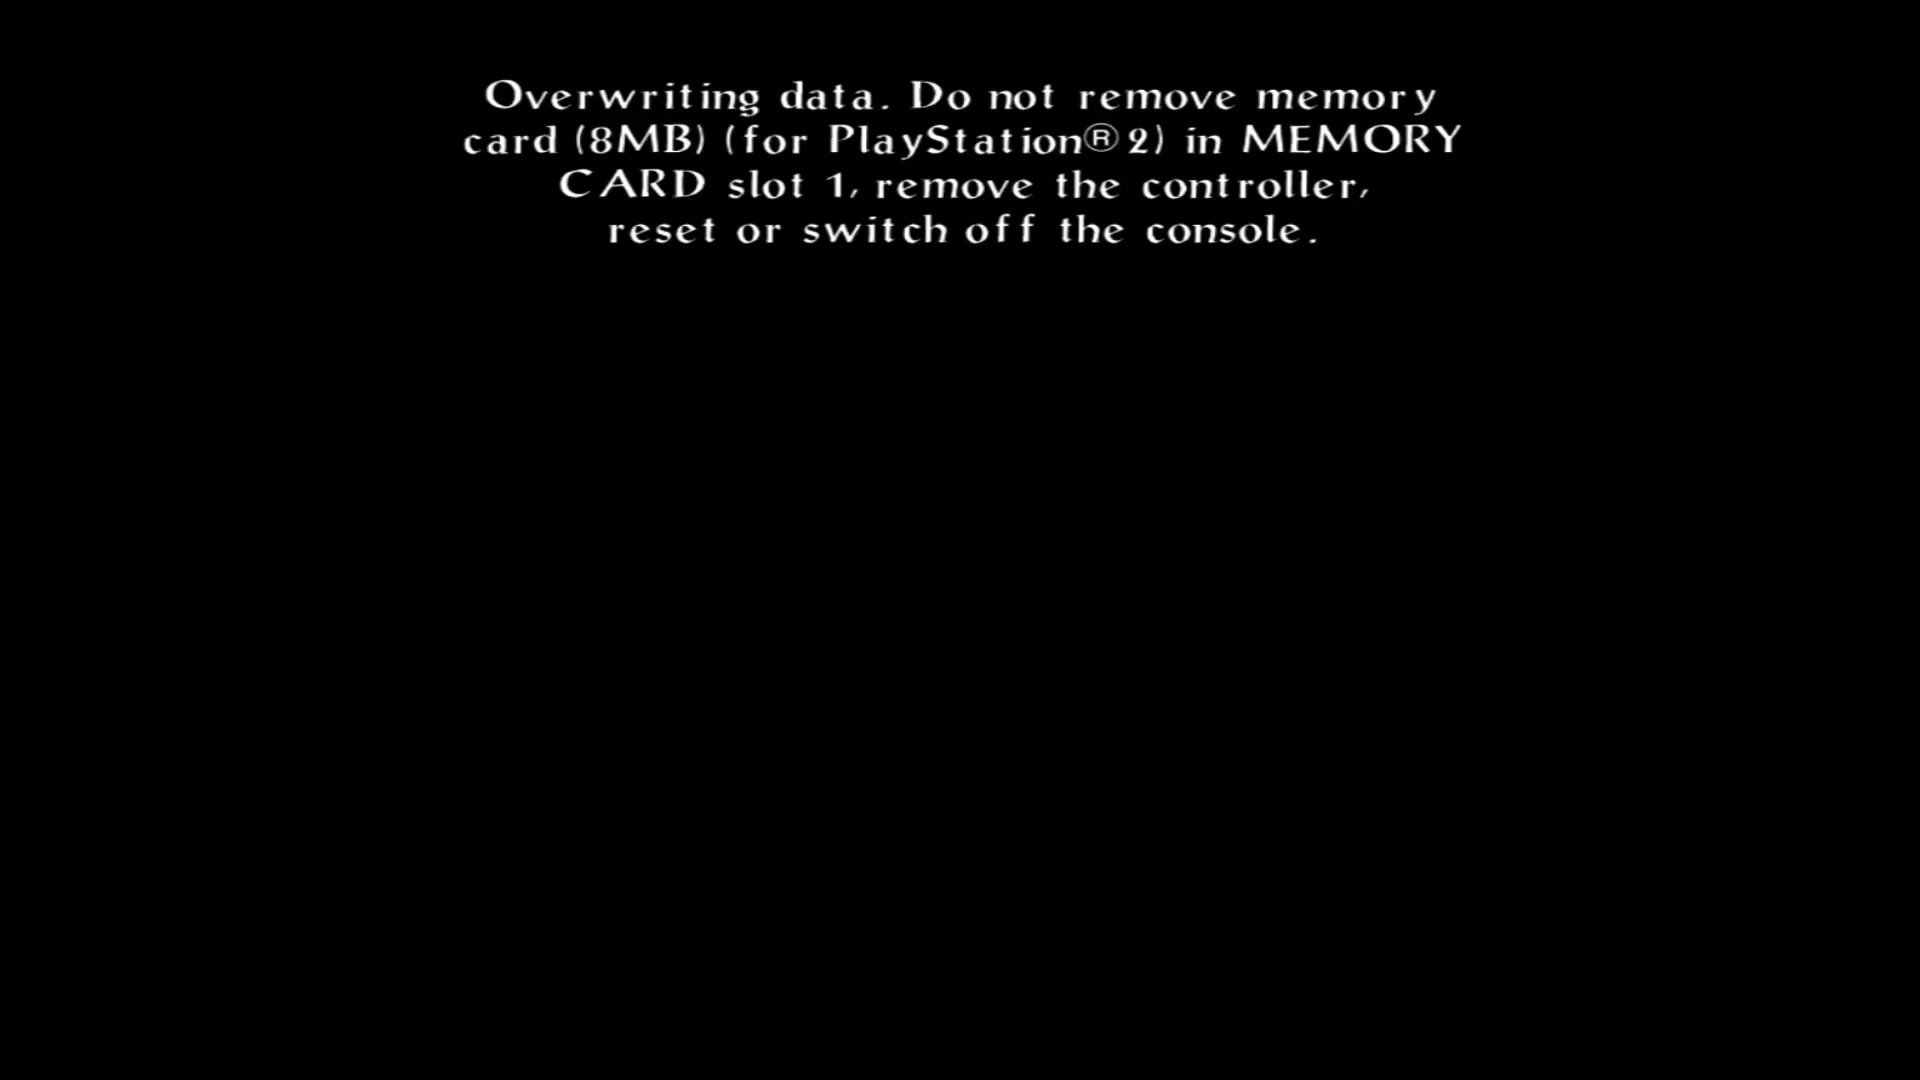 Overwriting data. Do not remove memory
card (8MB) (for PlayStation®2) in MEMORY
CARD slot 1, remove the controller,
reset or switch off the console.